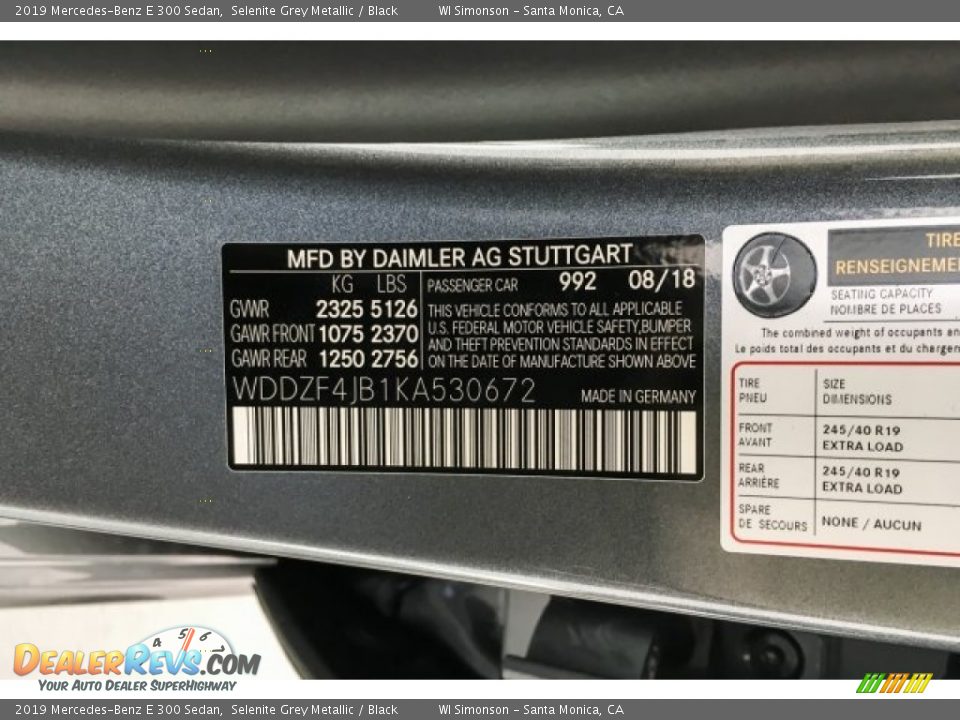 2019 Mercedes-Benz E 300 Sedan, Selenite Grey Metallic / Black WI Simonson - Santa Monica, CA
MFD BY DAIMLER AG STUTTGART
KG LBS
GVWR 2325 5126
GAWR FRONT 1075 2370
GAWR REAR 1250 2756
PASSENGER CAR 992 08/18
THIS VEHICLE CONFORMS TO ALL APPLICABLE
U.S. FEDERAL MOTOR VEHICLE SAFETY,BUMPER
AND THEFT PREVENTION STANDARDS IN EFFECT
ON THE DATE OF MANUFACTURE SHOWN ABOVE
WDDZF4JB1KA530672
MADE IN GERMANY
TIRE
RENSEIGNEME
SEATING CAPACITY
NOMBRE DE PLACES
The combined weight of occupants an
Le poids total des occupants et du chargem
TIRE SIZE
PNEU DIMENSIONS
FRONT 245/40 R19
AVANT EXTRA LOAD
REAR 245/40 R19
ARRIÈRE EXTRA LOAD
SPARE NONE / AUCUN
DE SECOURS
4 5 6
DEALERREVS.COM
YOUR AUTO DEALER SUPERHIGHWAY
2019 Mercedes-Benz E 300 Sedan, Selenite Grey Metallic / Black WI Simonson - Santa Monica, CA